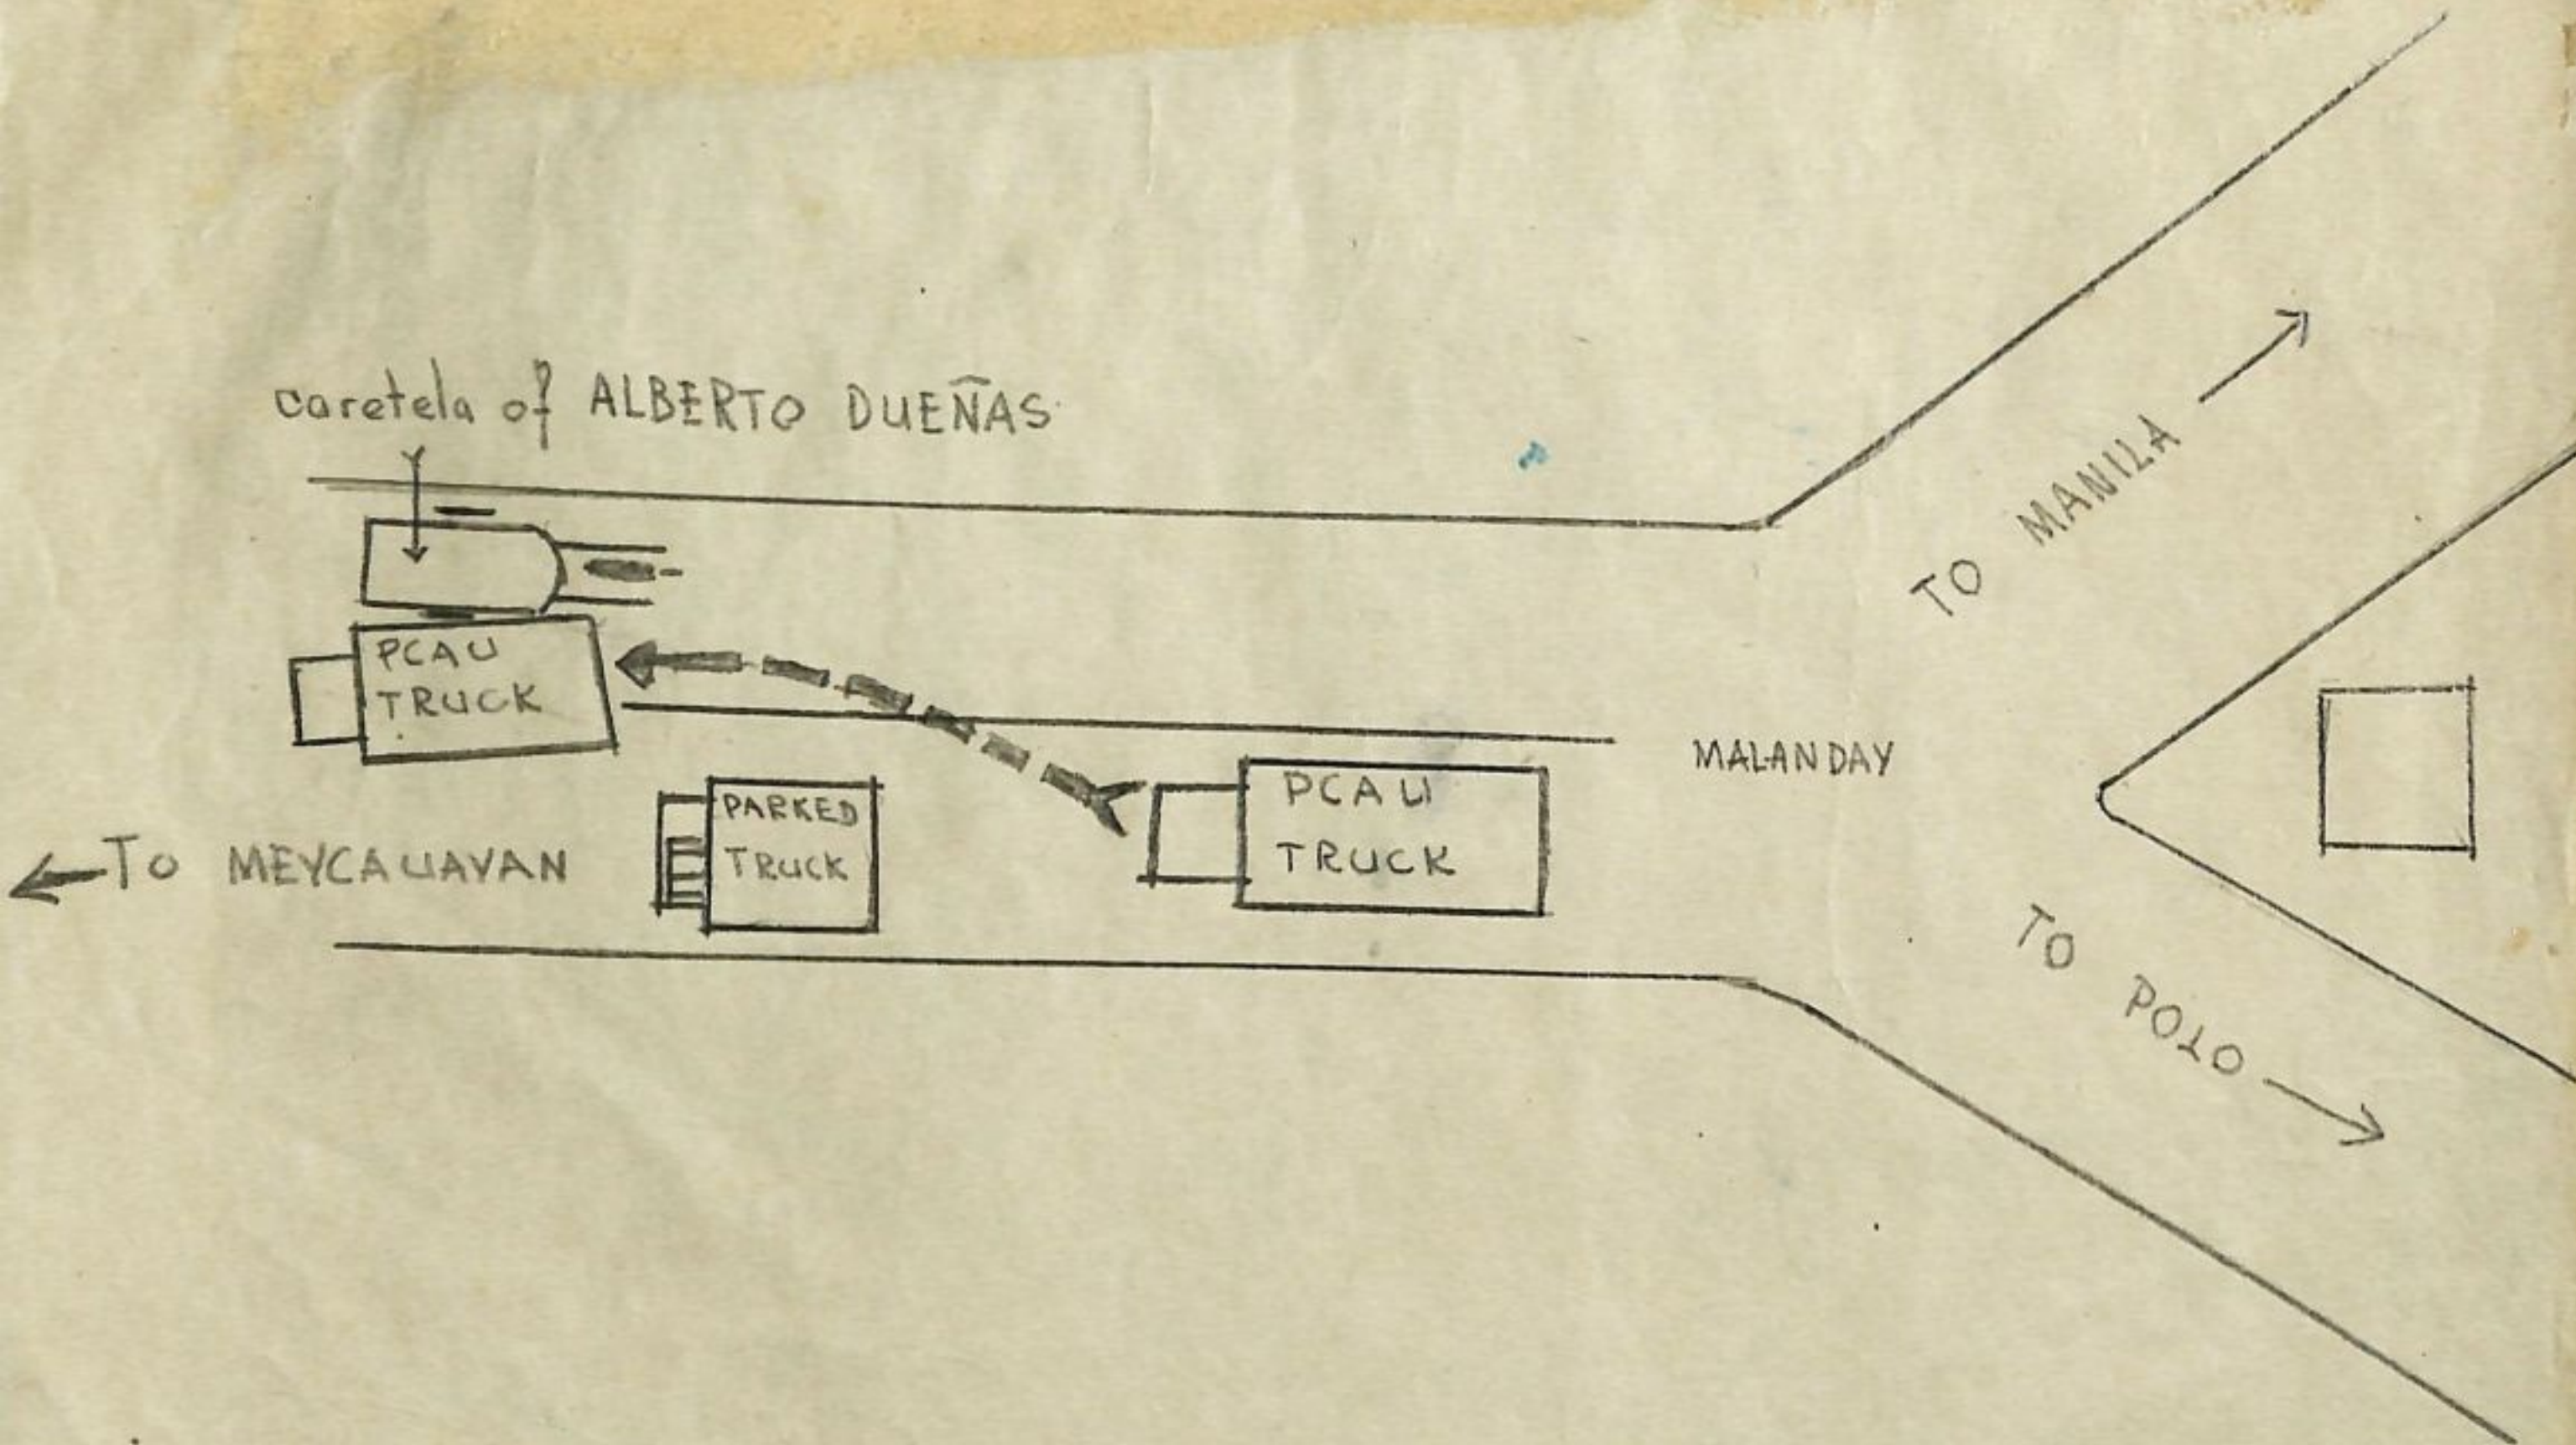 caretela of ALBERTO DUEÑAS
TO MANILA
PCAU
TRUCK
MALANDAY
PCAU
TRUCK
PARKED
TRUCK
TO MEYCAUAYAN
TO POLO